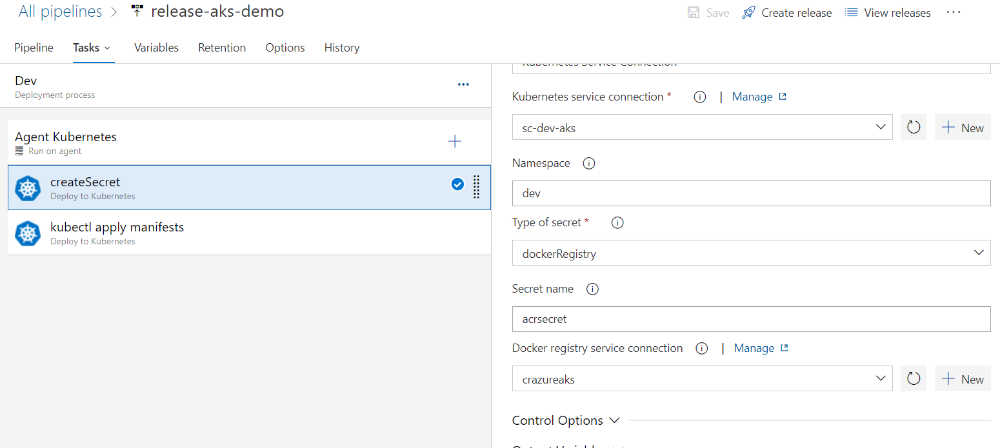 All pipelines > release-aks-demo
Save Create release View releases ...
Pipeline Tasks Variables Retention Options History
Dev
Deployment process
Agent Kubernetes
Run on agent
createSecret
Deploy to Kubernetes
kubectl apply manifests
Deploy to Kubernetes
Kubernetes Service Connection
Kubernetes service connection * | Manage
sc-dev-aks
New
Namespace
dev
Type of secret *
dockerRegistry
Secret name
acrsecret
Docker registry service connection | Manage
crazureaks
New
Control Options